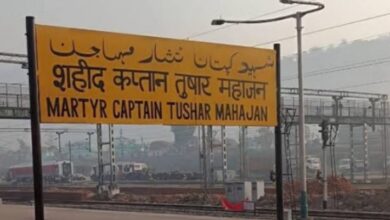 شہید کپتان تشار مہاجن
शहीद कप्तान तुषार महाजन
MARTYR CAPTAIN TUSHAR MAHAJAN